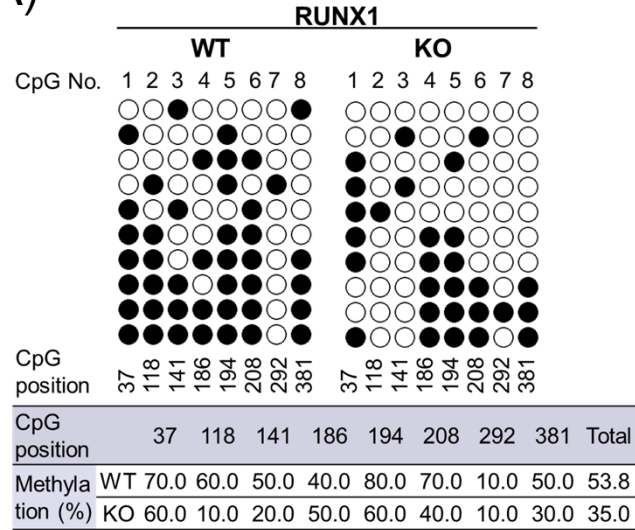 RUNX1
WT KO
CpG No. 1 2 3 4 5 6 7 8 1 2 3 4 5 6 7 8
CpG
position
37 118 141 186 194 208 292 381 37 118 141 186 194 208 292 381
CpG
position
37 118 141 186 194 208 292 381 Total
Methyla
tion (%)
WT 70.0 60.0 50.0 40.0 80.0 70.0 10.0 50.0 53.8
KO 60.0 10.0 20.0 50.0 60.0 40.0 10.0 30.0 35.0